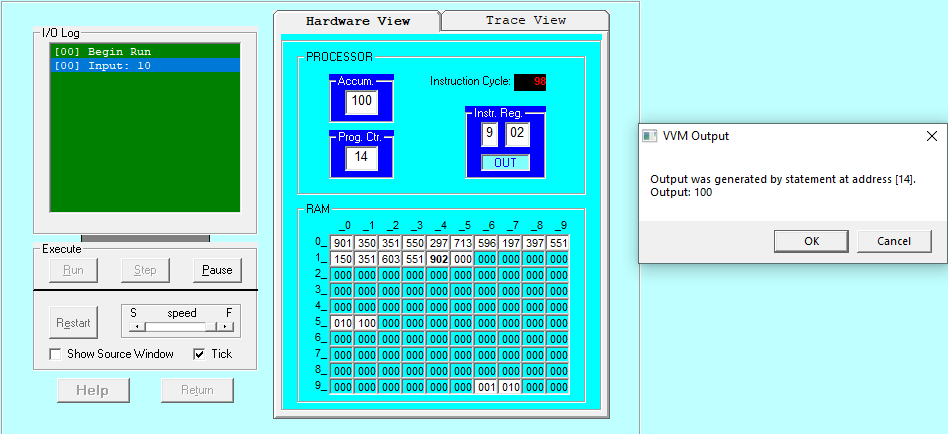 Hardware View
Trace View
I/O Log
[00] Begin Run
[00] Input: 10
PROCESSOR
Accum.
100
Instruction Cycle: 98
Prog. Ctr.
14
Instr. Reg.
9 02
OUT
RAM
_0 _1 _2 _3 _4 _5 _6 _7 _8 _9
0_ 901 350 351 550 297 713 596 197 397 551
1_ 150 351 603 551 902 000 000 000 000 000
2_ 000 000 000 000 000 000 000 000 000 000
3_ 000 000 000 000 000 000 000 000 000 000
4_ 000 000 000 000 000 000 000 000 000 000
5_ 010 100 000 000 000 000 000 000 000 000
6_ 000 000 000 000 000 000 000 000 000 000
7_ 000 000 000 000 000 000 000 000 000 000
8_ 000 000 000 000 000 000 000 000 000 000
9_ 000 000 000 000 000 000 001 010 000 000
Execute
Run Step Pause
Restart
S speed F
Show Source Window
Tick
Help Return
VVM Output
Output was generated by statement at address [14].
Output: 100
OK Cancel